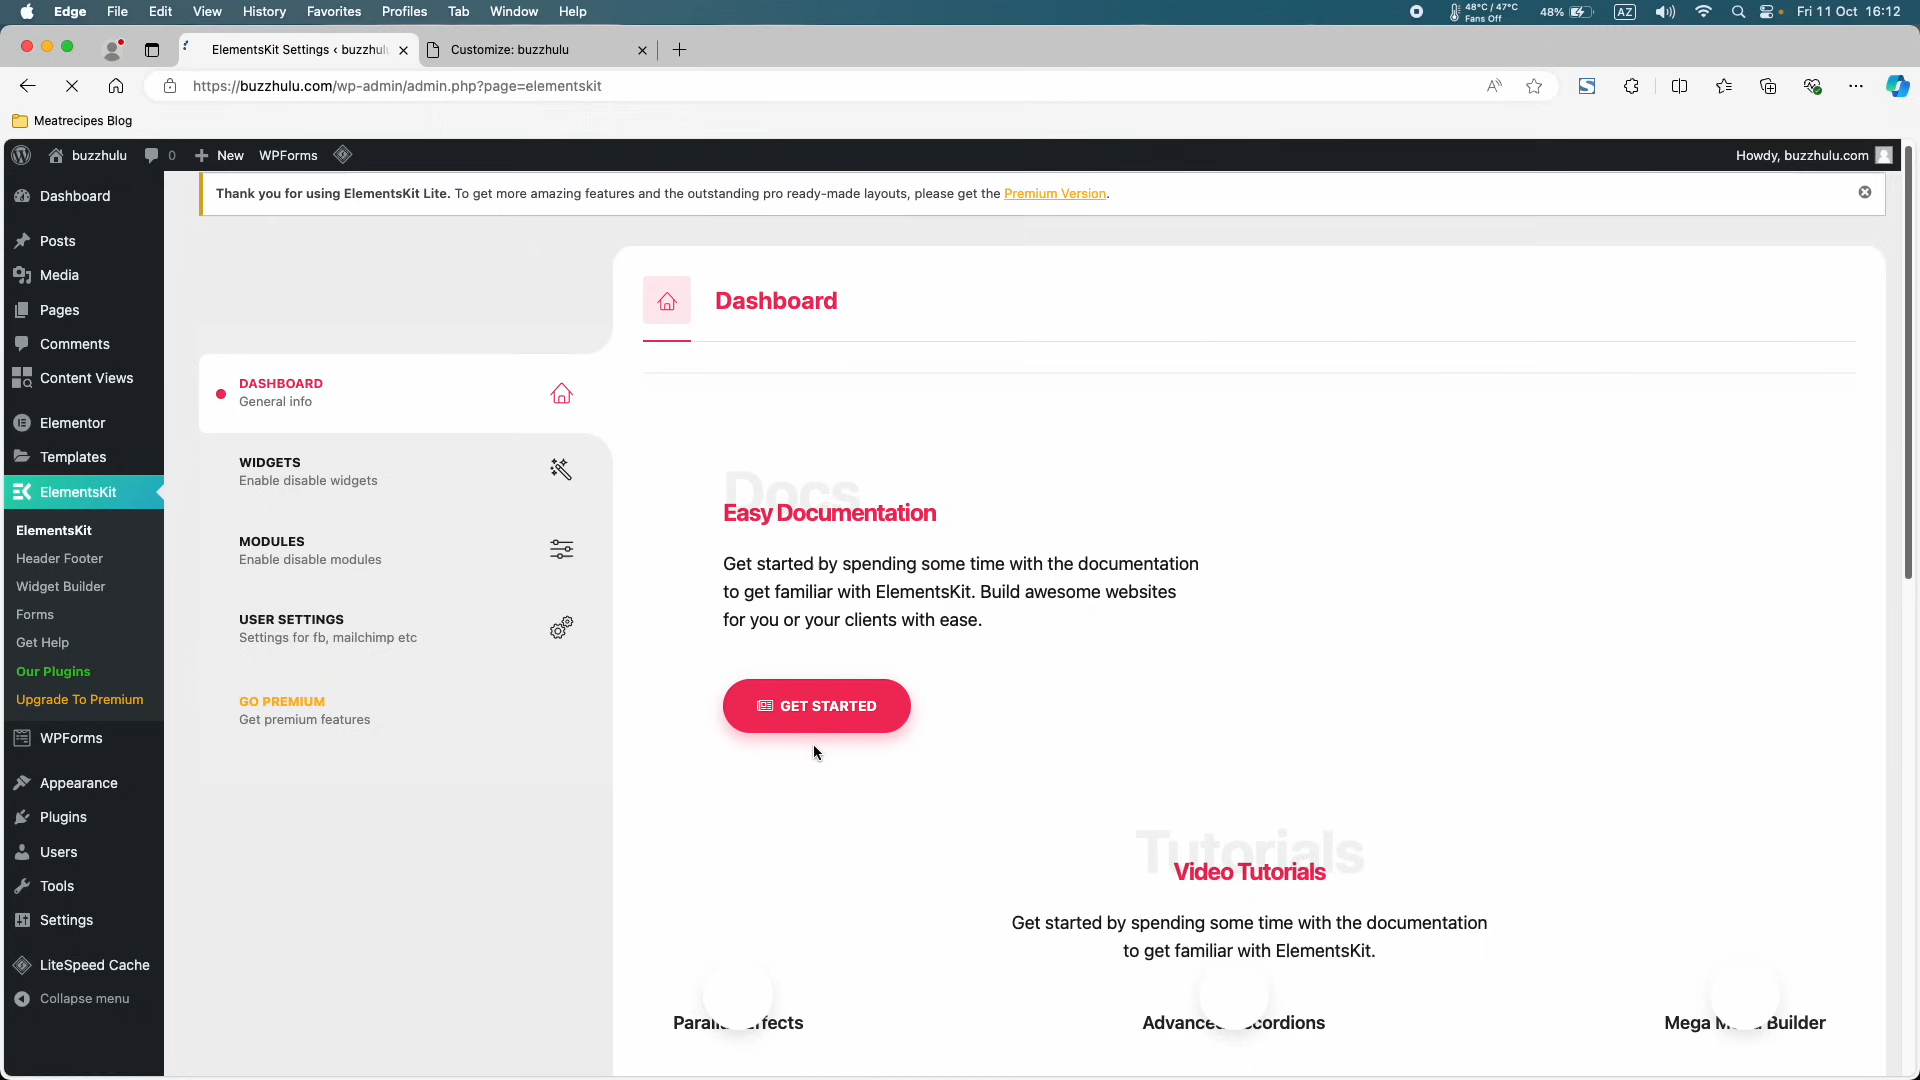 Edge File Edit View History Favorites Profiles Tab Window Help
48°C / 47°C
Fans Off
48% AZ Fri 11 Oct 16:12
ElementsKit Settings ‹ buzzhulu
Customize: buzzhulu
https://buzzhulu.com/wp-admin/admin.php?page=elementskit
Meatrecipes Blog
buzzhulu 0 New WPForms
Howdy, buzzhulu.com
Thank you for using ElementsKit Lite. To get more amazing features and the outstanding pro ready-made layouts, please get the Premium Version.
Dashboard
Posts
Media
Pages
Comments
Content Views
Elementor
Templates
ElementsKit
ElementsKit
Header Footer
Widget Builder
Forms
Get Help
Our Plugins
Upgrade To Premium
WPForms
Appearance
Plugins
Users
Tools
Settings
LiteSpeed Cache
Collapse menu
DASHBOARD
General info
WIDGETS
Enable disable widgets
MODULES
Enable disable modules
USER SETTINGS
Settings for fb, mailchimp etc
GO PREMIUM
Get premium features
Dashboard
Docs
Easy Documentation
Get started by spending some time with the documentation
to get familiar with ElementsKit. Build awesome websites
for you or your clients with ease.
GET STARTED
Tutorials
Video Tutorials
Get started by spending some time with the documentation
to get familiar with ElementsKit.
Mega Builder